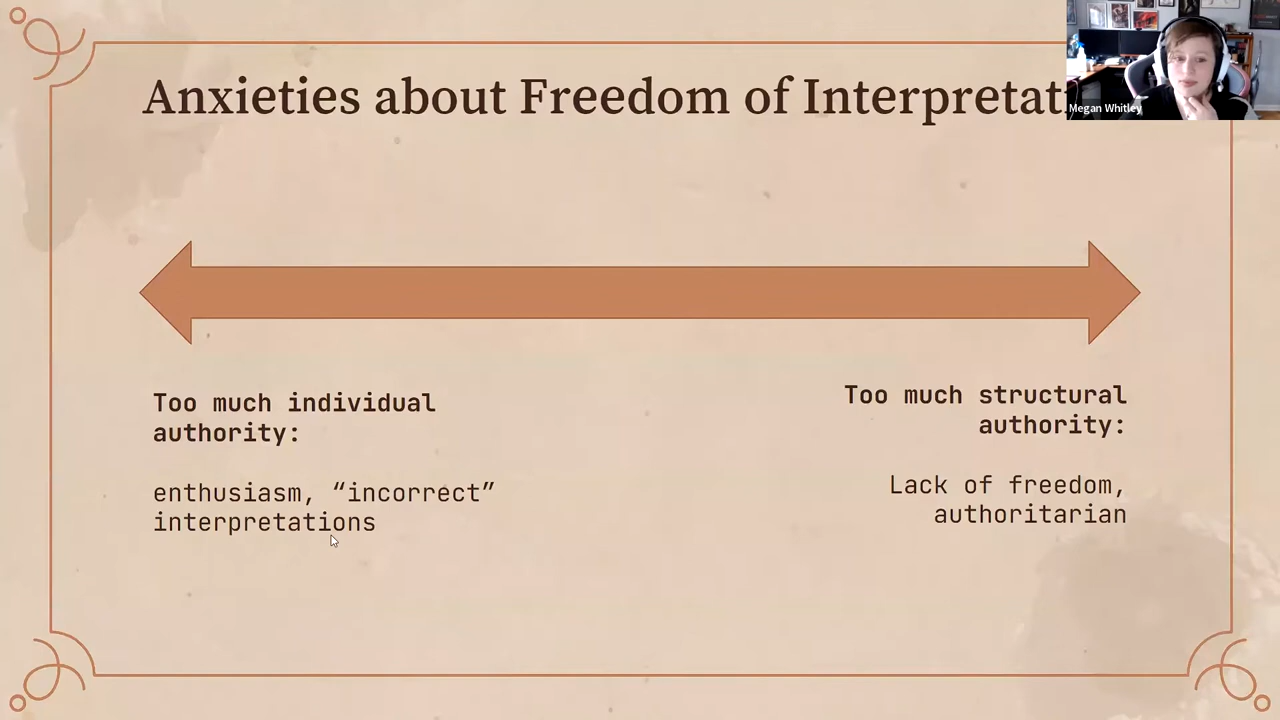 Anxieties about Freedom of Interpretat
Megan Whitley
Too much individual
authority:
enthusiasm, “incorrect”
interpretations
Too much structural
authority:
Lack of freedom,
authoritarian